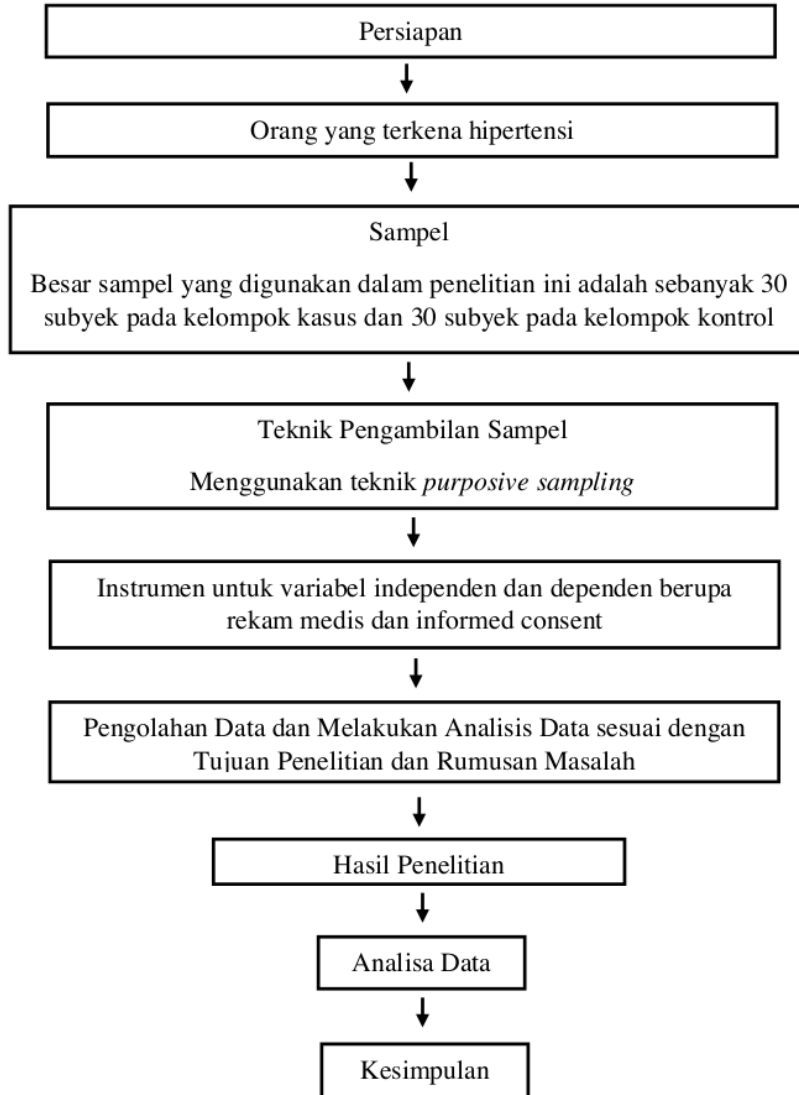 Persiapan
Orang yang terkena hipertensi
Sampel
Besar sampel yang digunakan dalam penelitian ini adalah sebanyak 30
subyek pada kelompok kasus dan 30 subyek pada kelompok kontrol
Teknik Pengambilan Sampel
Menggunakan teknik purposive sampling
Instrumen untuk variabel independen dan dependen berupa
rekam medis dan informed consent
Pengolahan Data dan Melakukan Analisis Data sesuai dengan
Tujuan Penelitian dan Rumusan Masalah
Hasil Penelitian
Analisa Data
Kesimpulan